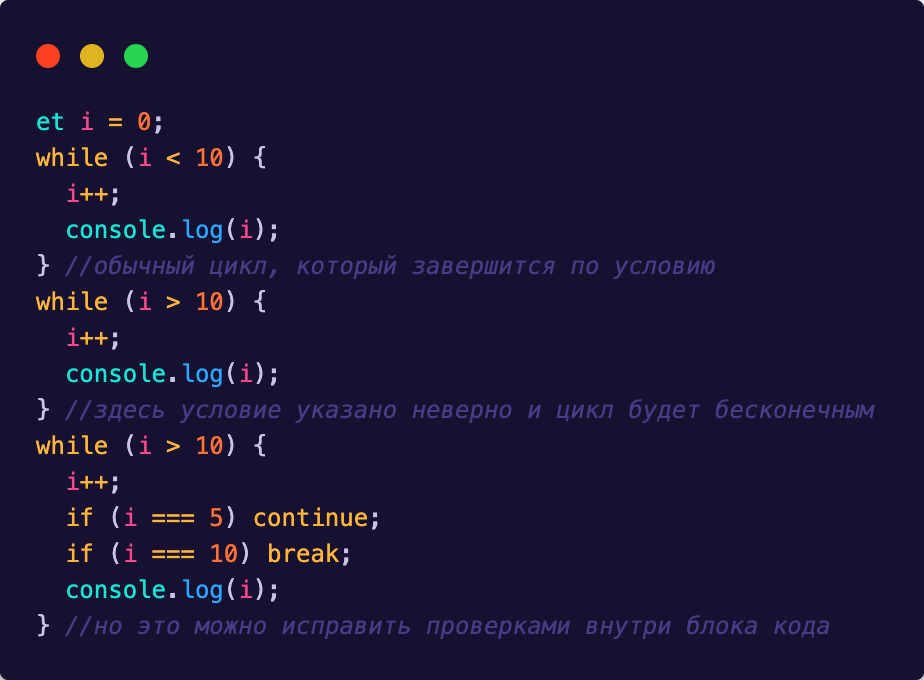 et i = 0;
while (i < 10) {
  i++;
  console.log(i);
} //обычный цикл, который завершится по условию
while (i > 10) {
  i++;
  console.log(i);
} //здесь условие указано неверно и цикл будет бесконечным
while (i > 10) {
  i++;
  if (i === 5) continue;
  if (i === 10) break;
  console.log(i);
} //но это можно исправить проверками внутри блока кода